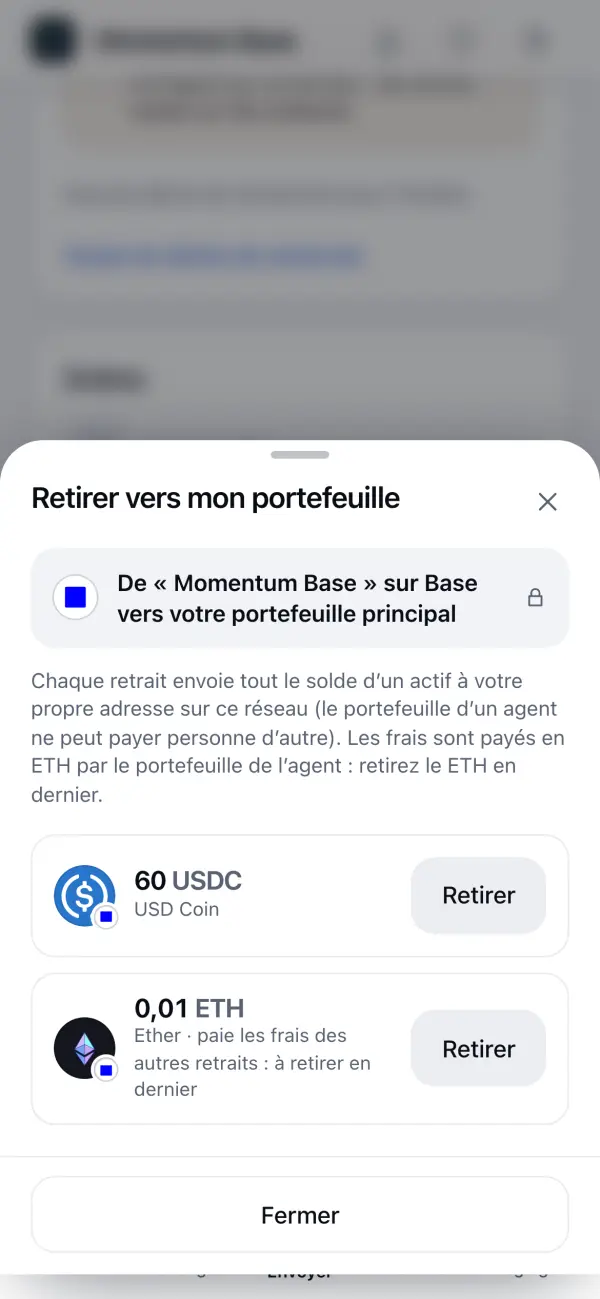 Retirer vers mon portefeuille
De « Momentum Base » sur Base
vers votre portefeuille principal
Chaque retrait envoie tout le solde d’un actif à votre
propre adresse sur ce réseau (le portefeuille d’un agent
ne peut payer personne d’autre). Les frais sont payés en
ETH par le portefeuille de l’agent : retirez le ETH en
dernier.
60 USDC
USD Coin
Retirer
0,01 ETH
Ether · paie les frais des
autres retraits : à retirer en
dernier
Retirer
Fermer